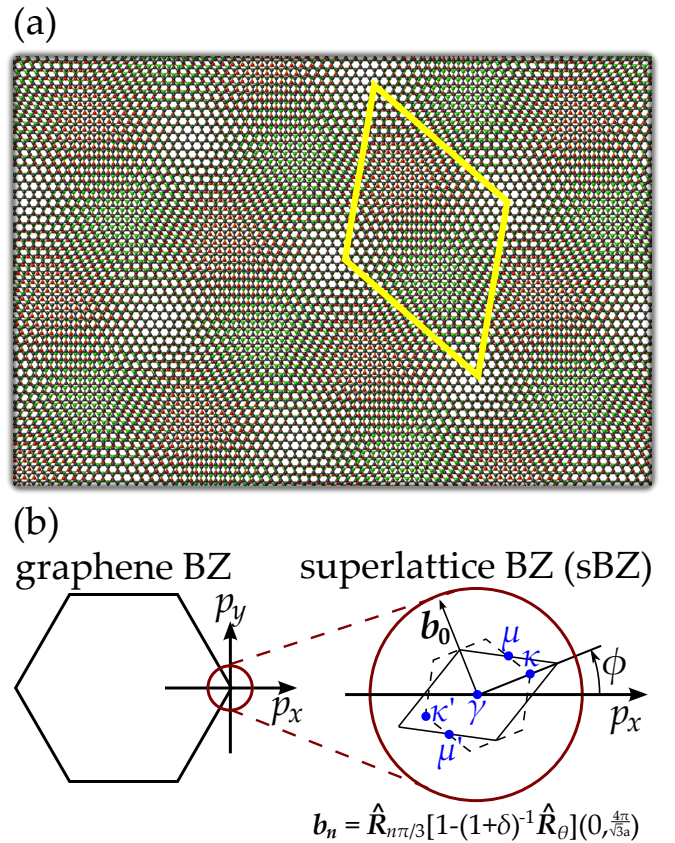 (a)
(b)
graphene BZ
superlattice BZ (sBZ)
p_y
p_x
b_0
μ
κ
ϕ
γ
κ'
μ'
p_x
b_n = R̂_{nπ/3}[1-(1+δ)^{-1}R̂_θ](0, 4π/√3a)